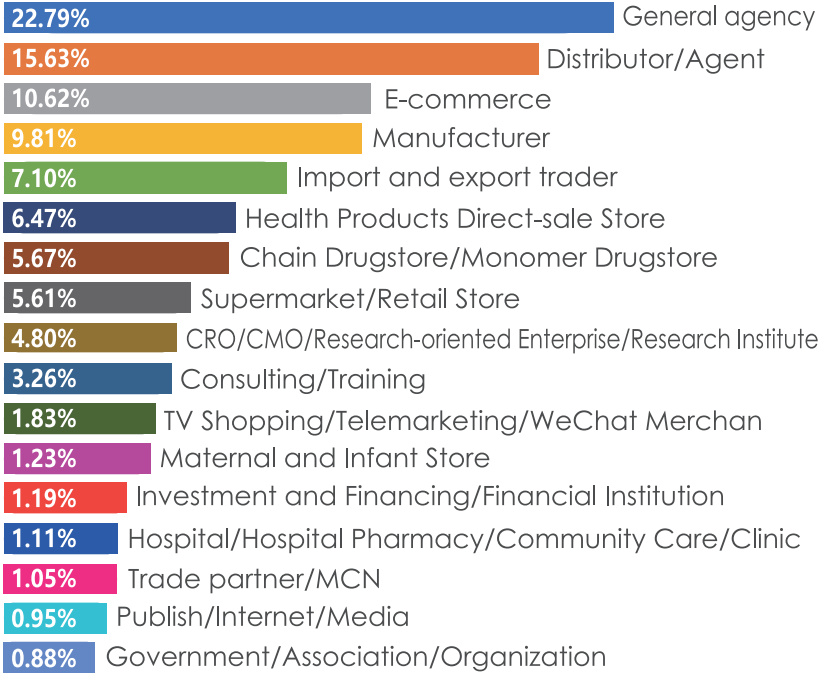 22.79% General agency
15.63% Distributor/Agent
10.62% E-commerce
9.81% Manufacturer
7.10% Import and export trader
6.47% Health Products Direct-sale Store
5.67% Chain Drugstore/Monomer Drugstore
5.61% Supermarket/Retail Store
4.80% CRO/CMO/Research-oriented Enterprise/Research Institute
3.26% Consulting/Training
1.83% TV Shopping/Telemarketing/WeChat Merchan
1.23% Maternal and Infant Store
1.19% Investment and Financing/Financial Institution
1.11% Hospital/Hospital Pharmacy/Community Care/Clinic
1.05% Trade partner/MCN
0.95% Publish/Internet/Media
0.88% Government/Association/Organization